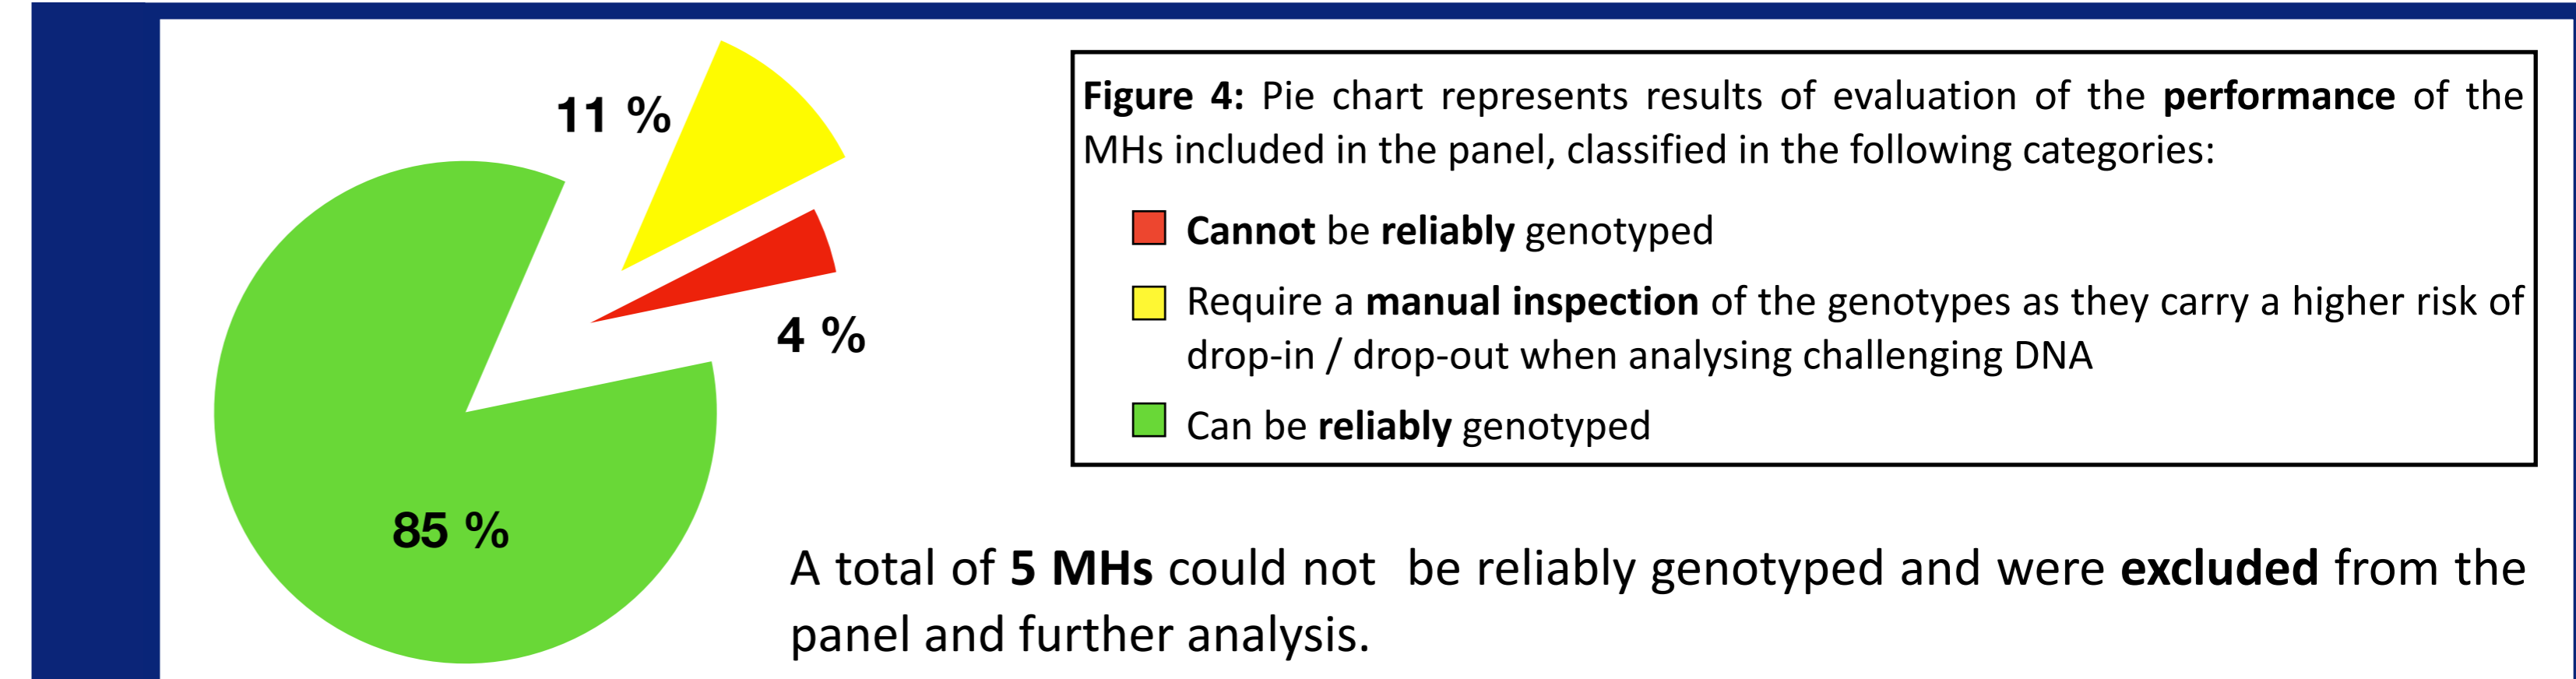 11 %
4 %
85 %
Figure 4: Pie chart represents results of evaluation of the performance of the
MHs included in the panel, classified in the following categories:
Cannot be reliably genotyped
Require a manual inspection of the genotypes as they carry a higher risk of
drop-in / drop-out when analysing challenging DNA
Can be reliably genotyped
A total of 5 MHs could not  be reliably genotyped and were excluded from the
panel and further analysis.